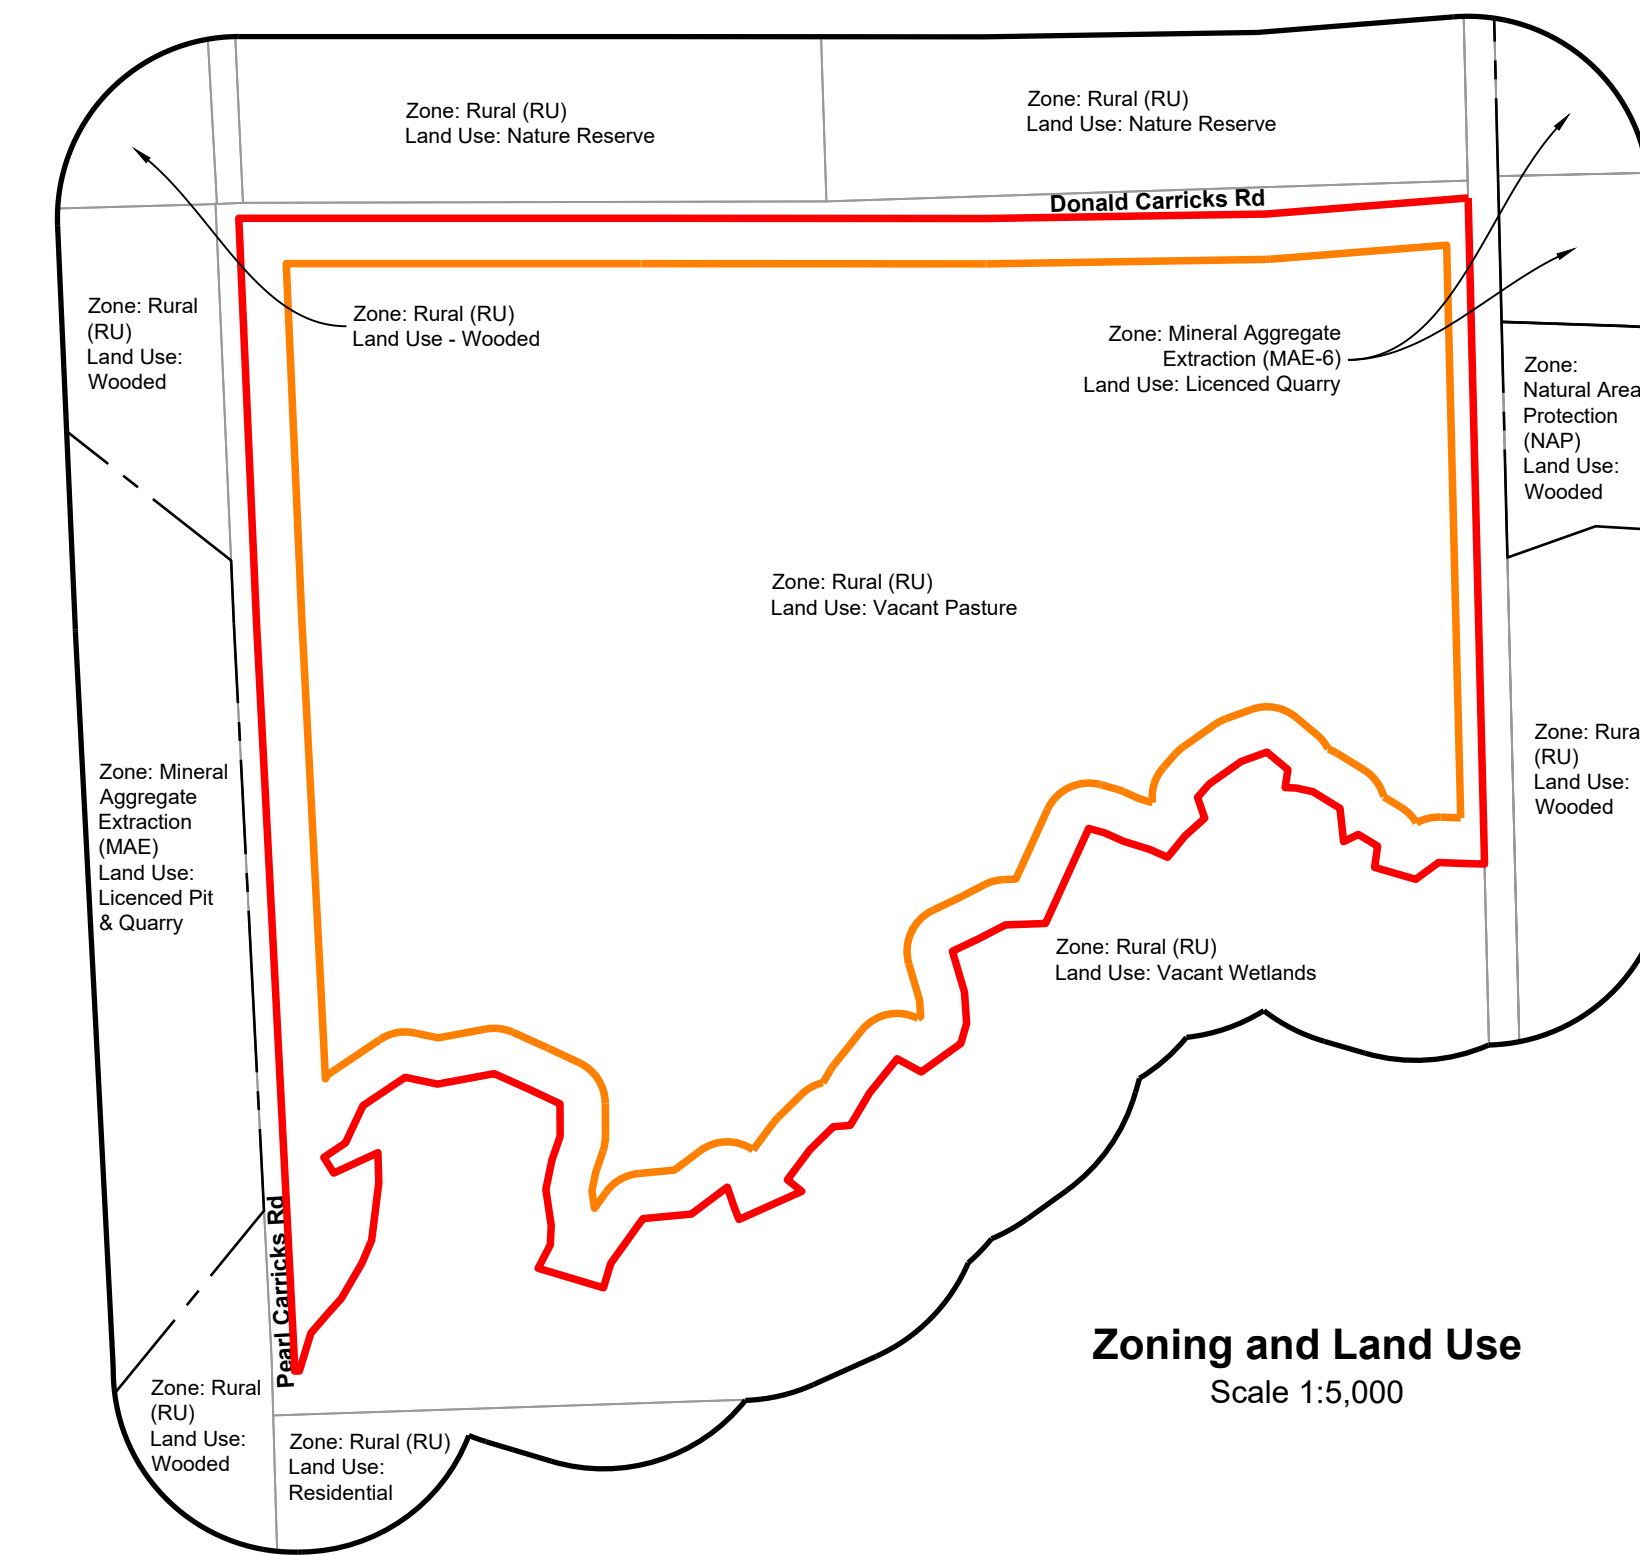 Zone: Rural (RU)
Land Use: Nature Reserve
Zone: Rural (RU)
Land Use: Nature Reserve
Donald Carricks Rd
Zone: Rural
(RU)
Land Use:
Wooded
Zone: Rural (RU)
Land Use - Wooded
Zone: Mineral Aggregate
Extraction (MAE-6)
Land Use: Licenced Quarry
Zone:
Natural Area
Protection
(NAP)
Land Use:
Wooded
Zone: Rural (RU)
Land Use: Vacant Pasture
Zone: Mineral
Aggregate
Extraction
(MAE)
Land Use:
Licenced Pit
& Quarry
Zone: Rura
(RU)
Land Use:
Wooded
Zone: Rural (RU)
Land Use: Vacant Wetlands
Pearl Carricks Rd
Zone: Rural
(RU)
Land Use:
Wooded
Zone: Rural (RU)
Land Use:
Residential
Zoning and Land Use
Scale 1:5,000